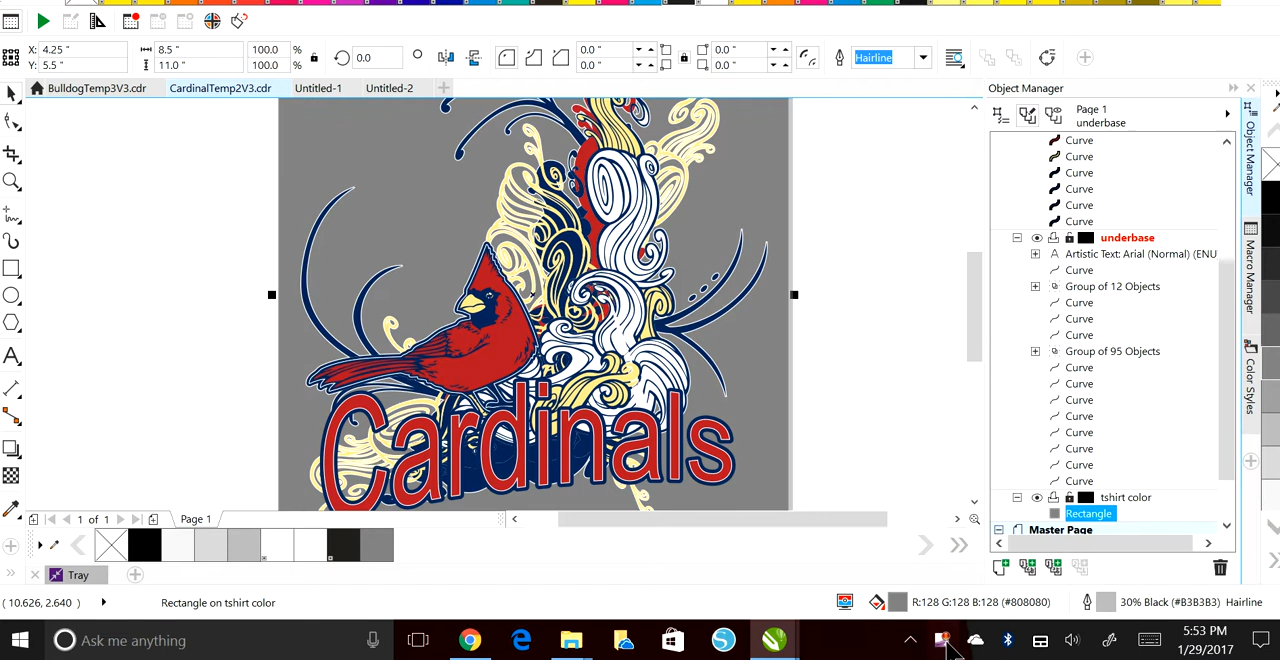 X: 4.25 " 8.5 " 100.0 % 0.0 0.0 " 0.0 " Hairline
Y: 5.5 " 11.0 " 100.0 % 0.0 " 0.0 "
BulldogTemp3V3.cdr CardinalTemp2V3.cdr Untitled-1 Untitled-2
Object Manager
Page 1
underbase
Curve
Curve
Curve
Curve
Curve
Curve
underbase
Artistic Text: Arial (Normal) (ENU
Curve
Group of 12 Objects
Curve
Curve
Curve
Group of 95 Objects
Curve
Curve
Curve
Curve
Curve
Curve
Curve
Curve
tshirt color
Rectangle
Master Page
Object Manager
Macro Manager
Color Styles
Cardinals
1 of 1 Page 1
Tray
( 10.626, 2.640 ) Rectangle on tshirt color R:128 G:128 B:128 (#808080) 30% Black (#B3B3B3) Hairline
Ask me anything
5:53 PM
1/29/2017